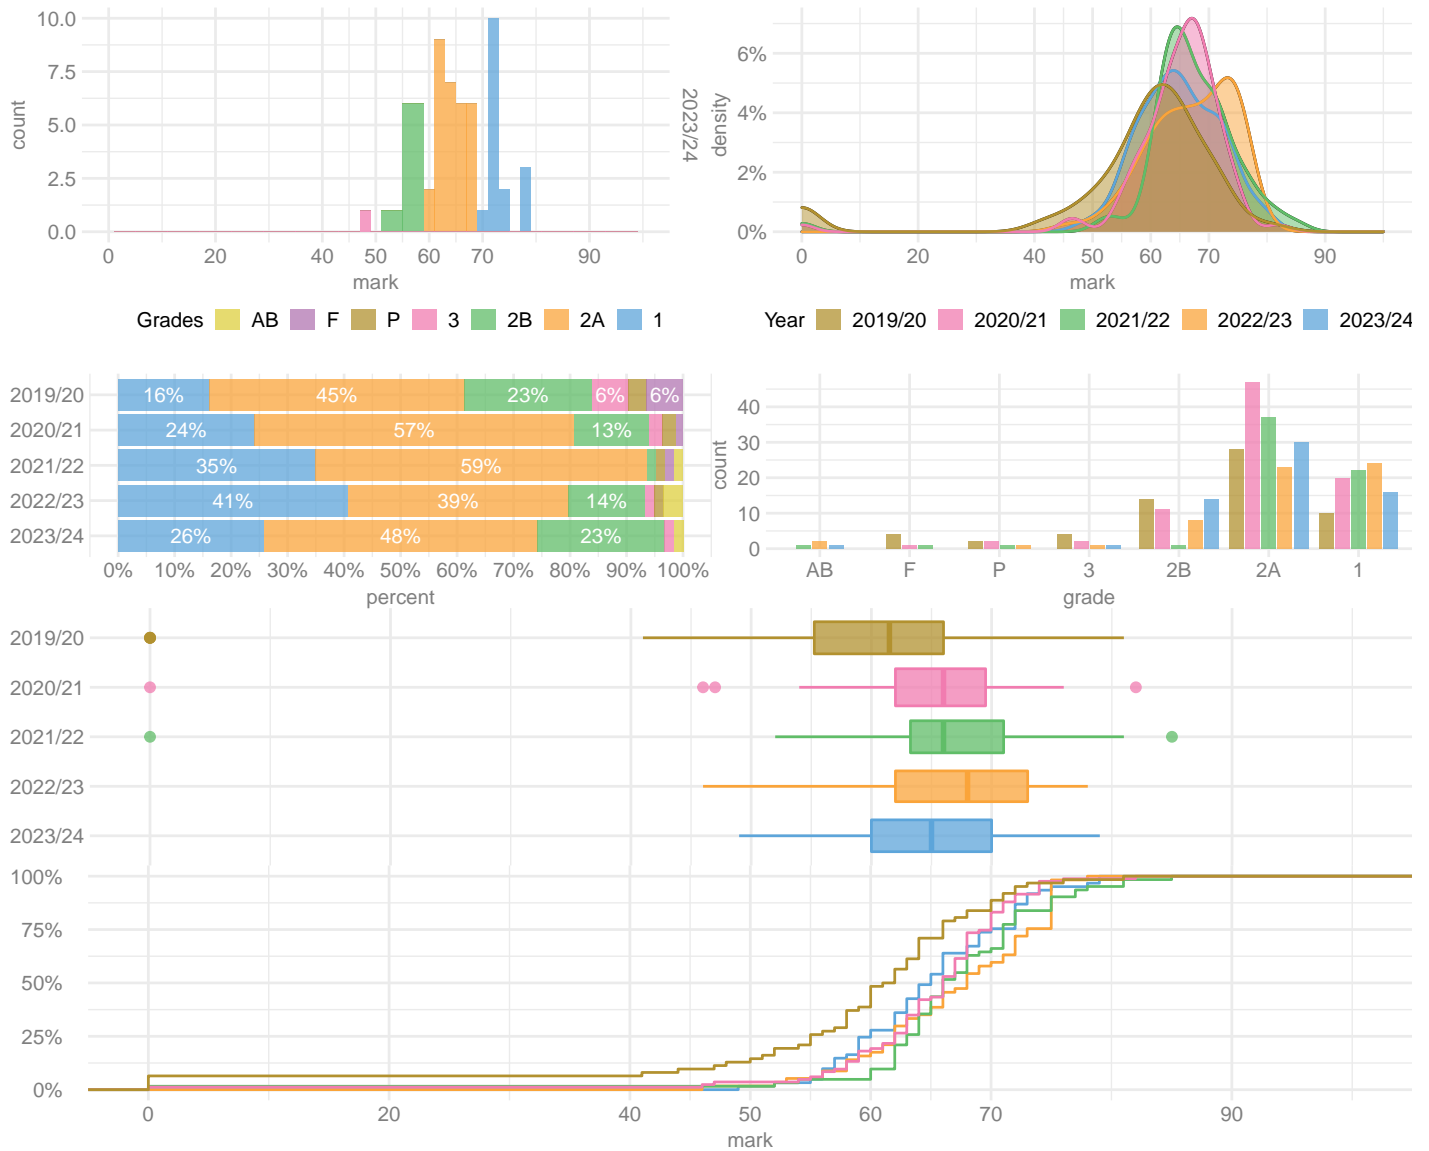 10.0
7.5
5.0
2.5
0.0
count
0 20 40 50 60 70 90
mark
2023/24
6%
4%
2%
0%
density
0 20 40 50 60 70 90
mark
Grades AB F P 3 2B 2A 1
Year 2019/20 2020/21 2021/22 2022/23 2023/24
2019/20 16% 45% 23% 6% 6%
2020/21 24% 57% 13%
2021/22 35% 59%
2022/23 41% 39% 14%
2023/24 26% 48% 23%
0% 10% 20% 30% 40% 50% 60% 70% 80% 90% 100%
percent
40
30
20
10
0
count
AB F P 3 2B 2A 1
grade
2019/20
2020/21
2021/22
2022/23
2023/24
100%
75%
50%
25%
0%
0 20 40 50 60 70 90
mark